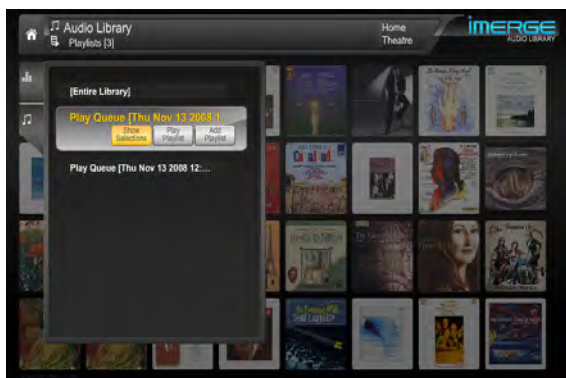 Audio Library
Playlists [3]
Home
Theatre
imerge
AUDIO LIBRARY
[Entire Library]
Play Queue [Thu Nov 13 2008 1
Show Selections
Play Playlist
Add Playlist
Play Queue [Thu Nov 13 2008 12:...
Camelot